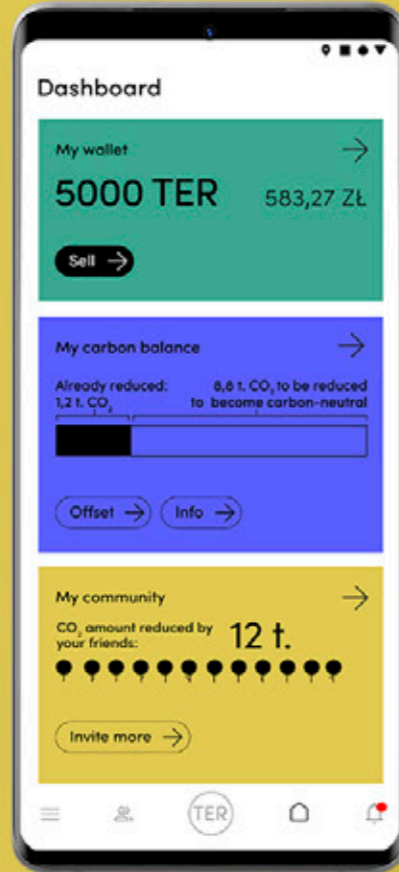 Dashboard
My wallet
5000 TER
583,27 ZŁ
Sell
My carbon balance
Already reduced:
1,2 t. CO₂
8,8 t. CO₂ to be reduced
to become carbon-neutral
Offset
Info
My community
CO₂ amount reduced by
your friends:
12 t.
Invite more
TER